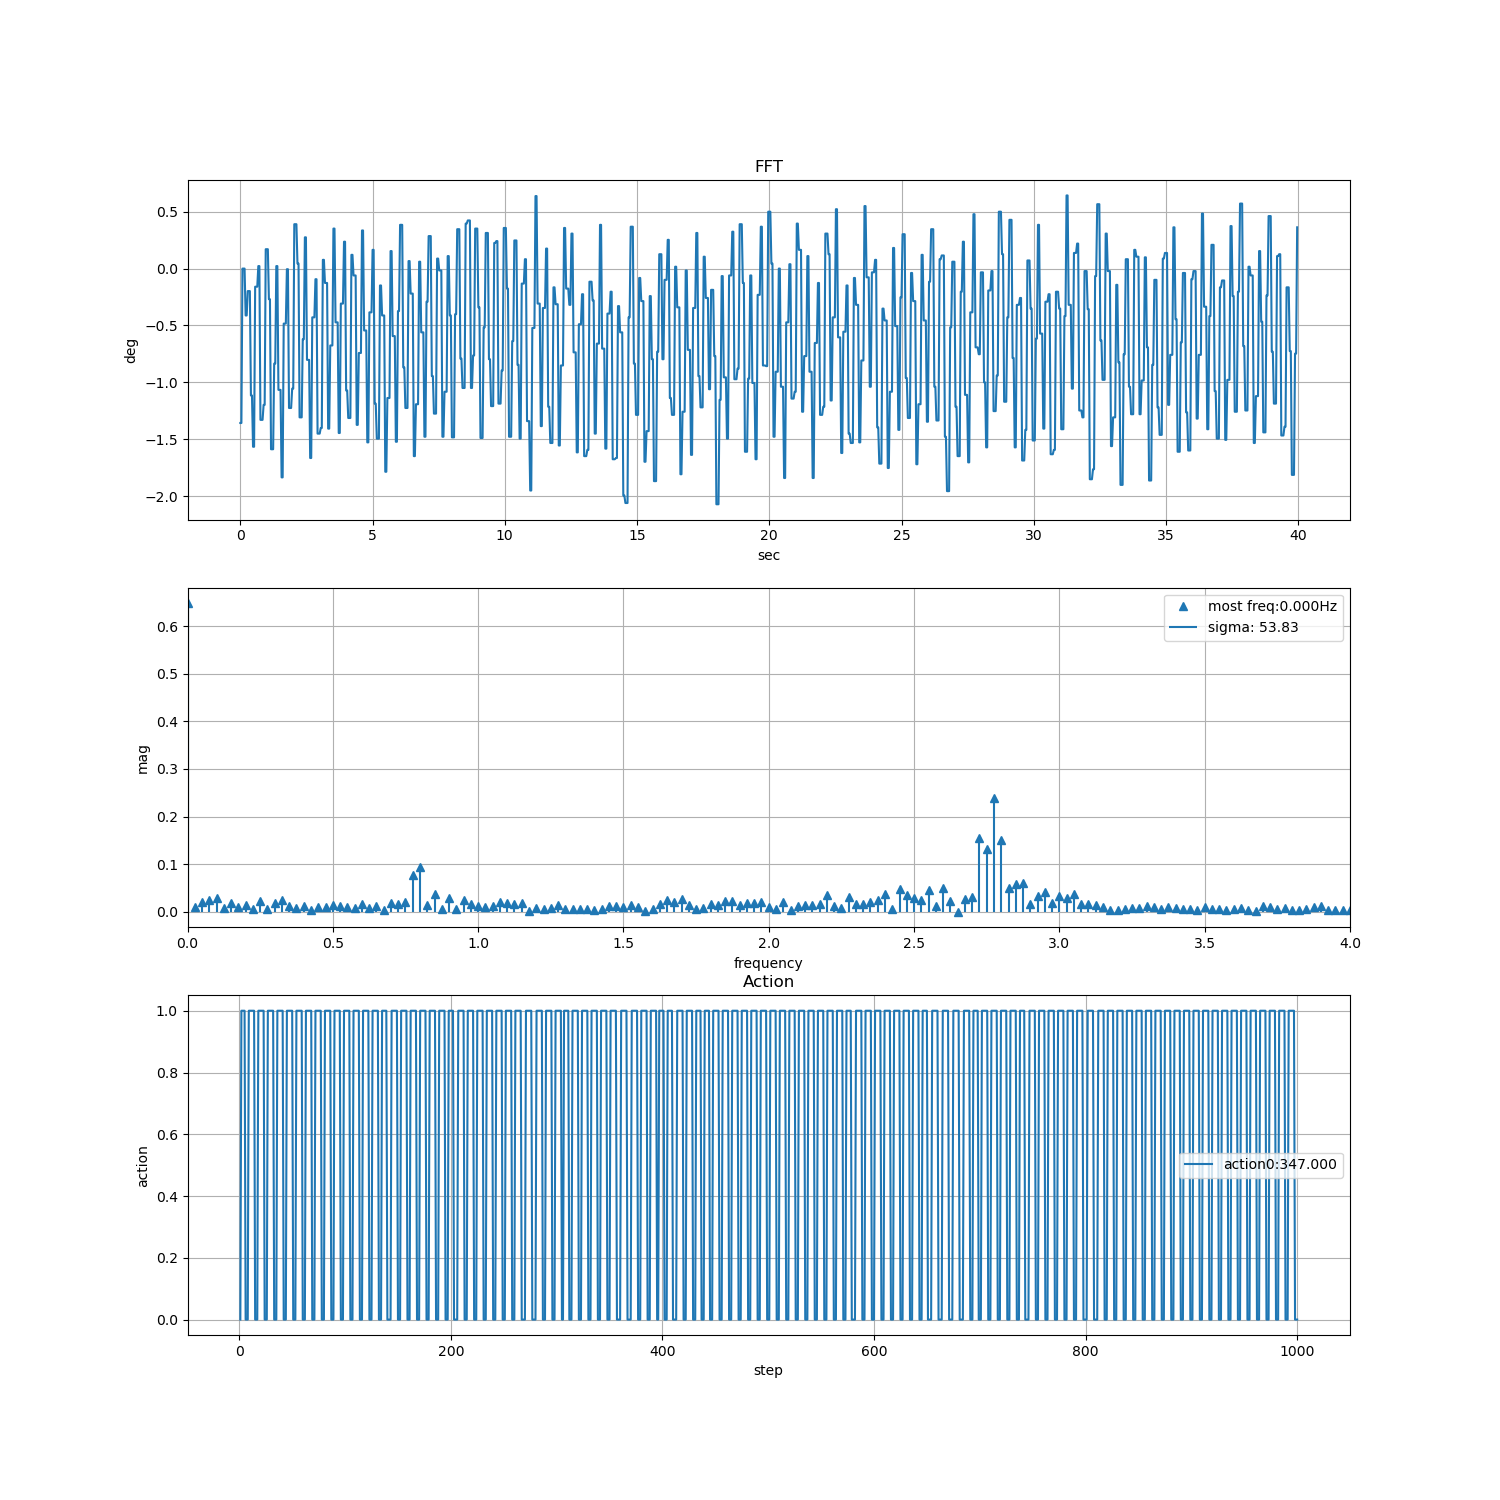 FFT
0.5
0.0
−0.5
−1.0
−1.5
−2.0
deg
0 5 10 15 20 25 30 35 40
sec
most freq:0.000Hz
sigma: 53.83
0.6
0.5
0.4
0.3
0.2
0.1
0.0
mag
0.0 0.5 1.0 1.5 2.0 2.5 3.0 3.5 4.0
frequency
Action
1.0
0.8
0.6
0.4
0.2
0.0
action
action0:347.000
0 200 400 600 800 1000
step